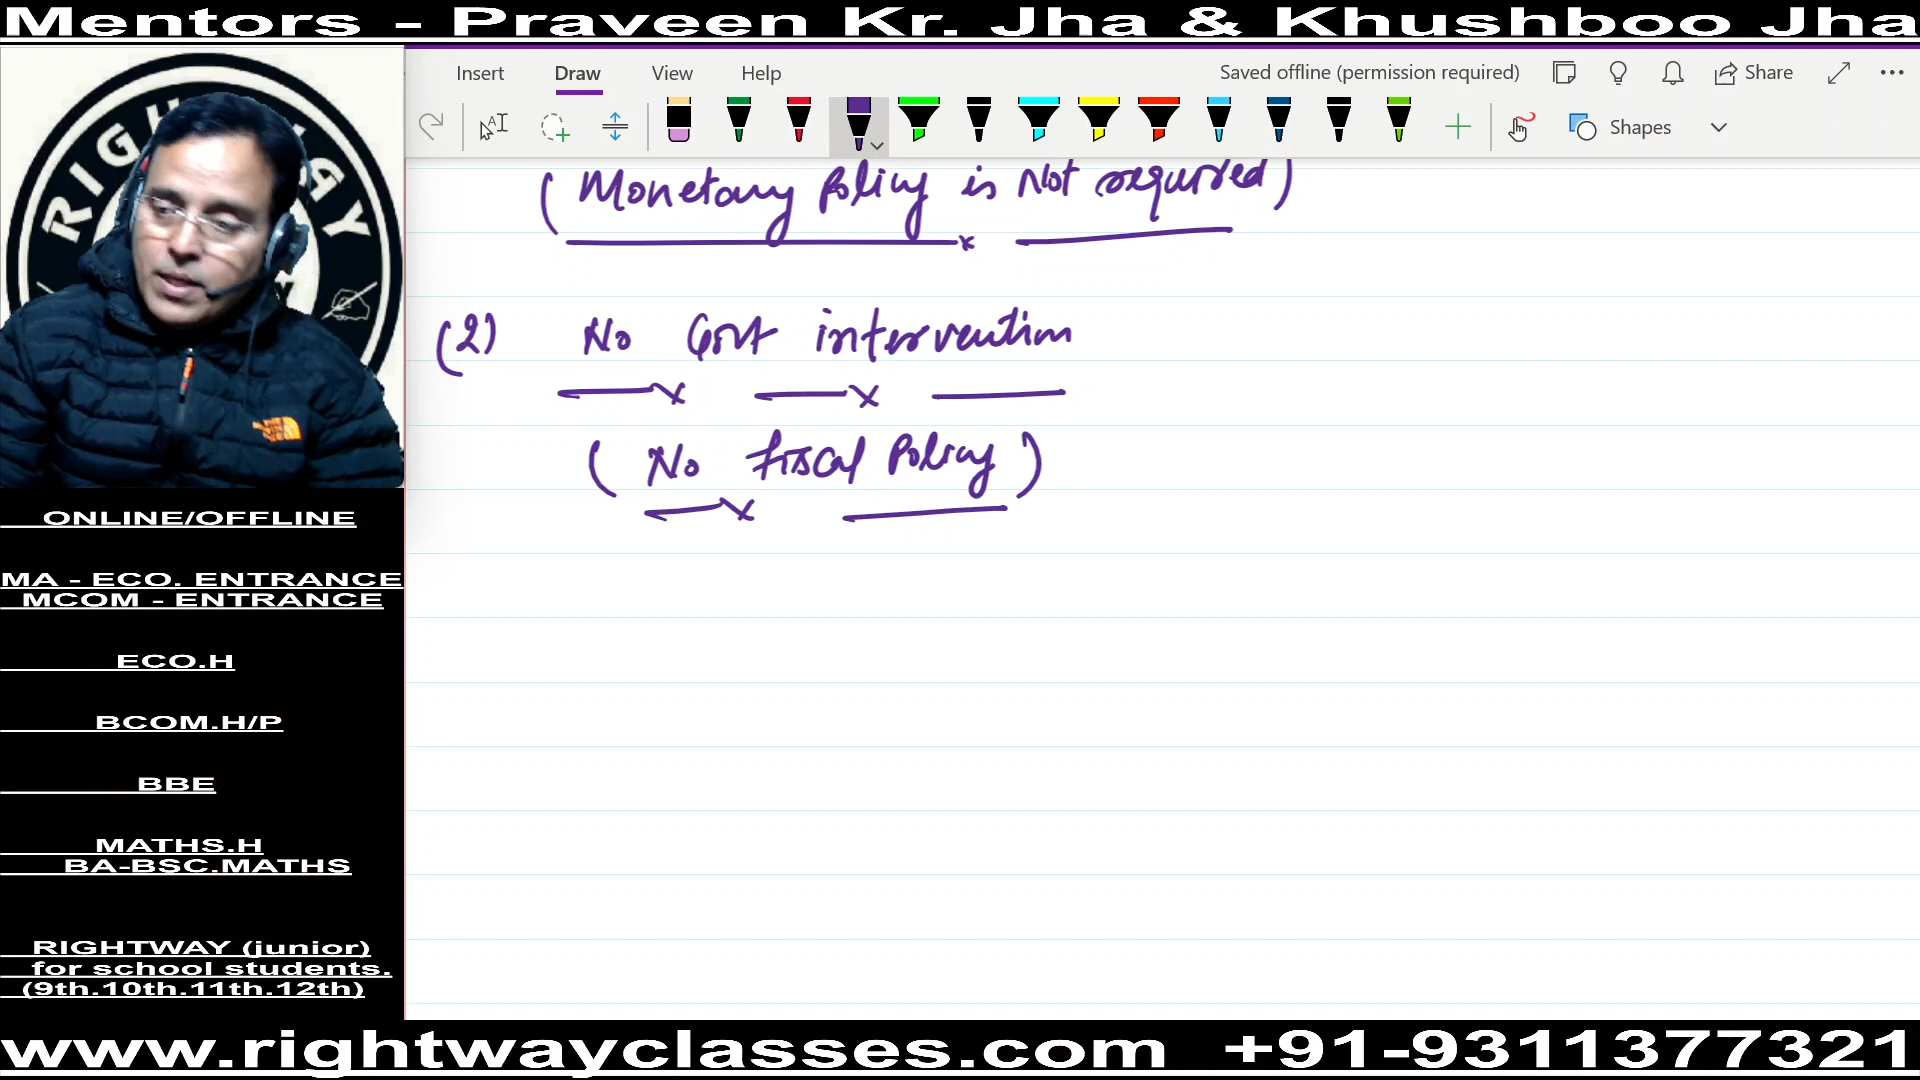 Mentors - Praveen Kr. Jha & Khushboo Jha
Insert Draw View Help Saved offline (permission required) Share
Shapes
RIGHTWAY
(Monetary Policy is Not required)
(2) No Govt intervention
(No fiscal Policy)
ONLINE/OFFLINE
MA - ECO. ENTRANCE
MCOM - ENTRANCE
ECO.H
BCOM.H/P
BBE
MATHS.H
BA-BSC.MATHS
RIGHTWAY (junior)
for school students.
(9th.10th.11th.12th)
www.rightwayclasses.com +91-9311377321